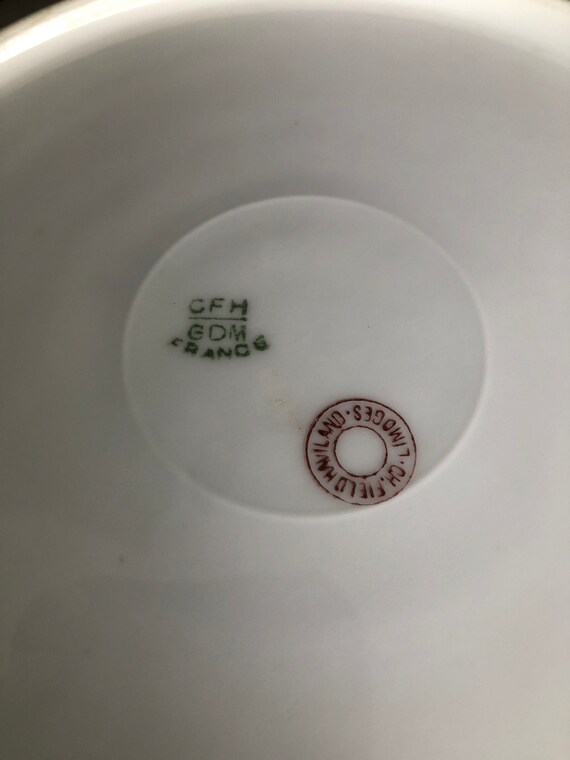 CFH
GDM
FRANCE
CH. FIELD HAVILAND · LIMOGES ·